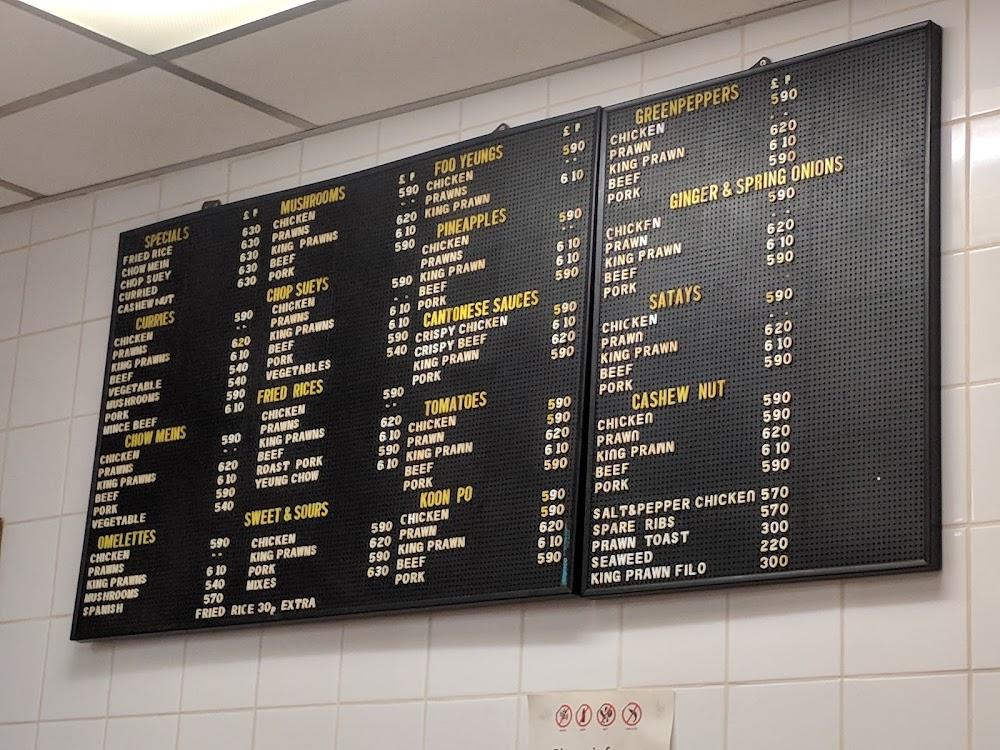 £ P
SPECIALS
FRIED RICE 630
CHOW MEIN 630
CHOP SUEY 630
CURRIED 630
CASHEW NUT 630
CURRIES
CHICKEN 590
PRAWNS ..
KING PRAWNS 620
BEEF 610
VEGETABLE 540
MUSHROOMS 540
PORK 590
MINCE BEEF 610
CHOW MEINS
CHICKEN 590
PRAWNS ..
KING PRAWNS 620
BEEF 610
PORK 590
VEGETABLE 540
OMELETTES
CHICKEN 590
PRAWNS ..
KING PRAWNS 610
MUSHROOMS 540
SPANISH 570
£ P
MUSHROOMS
CHICKEN 590
PRAWNS ..
KING PRAWNS 620
BEEF 610
PORK 590
CHOP SUEYS
CHICKEN 590
PRAWNS ..
KING PRAWNS 610
BEEF 610
PORK 590
VEGETABLES 540
FRIED RICES
CHICKEN 590
PRAWNS ..
KING PRAWNS 620
BEEF 610
ROAST PORK 590
YEUNG CHOW 610
SWEET & SOURS
CHICKEN 590
KING PRAWNS 620
PORK 590
MIXES 630
FRIED RICE 30p EXTRA
£ P
FOO YEUNGS
CHICKEN 590
PRAWNS ..
KING PRAWN 610
PINEAPPLES
CHICKEN 590
PRAWNS ..
KING PRAWN 610
BEEF 610
PORK 590
CANTONESE SAUCES
CRISPY CHICKEN 590
CRISPY BEEF 610
KING PRAWN 620
PORK 590
TOMATOES
CHICKEN 590
PRAWN 590
KING PRAWN 620
BEEF 610
PORK 590
KOON PO
CHICKEN 590
PRAWN 590
KING PRAWN 620
BEEF 610
PORK 590
£ P
GREENPEPPERS
CHICKEN 590
PRAWN ..
KING PRAWN 620
BEEF 610
PORK 590
GINGER & SPRING ONIONS
CHICKEN 590
PRAWN ..
KING PRAWN 620
BEEF 610
PORK 590
SATAYS
CHICKEN 590
PRAWN ..
KING PRAWN 620
BEEF 610
PORK 590
CASHEW NUT
CHICKEN 590
PRAWN 590
KING PRAWN 620
BEEF 610
PORK 590
SALT&PEPPER CHICKEN 570
SPARE RIBS 570
PRAWN TOAST 300
SEAWEED 220
KING PRAWN FILO 300